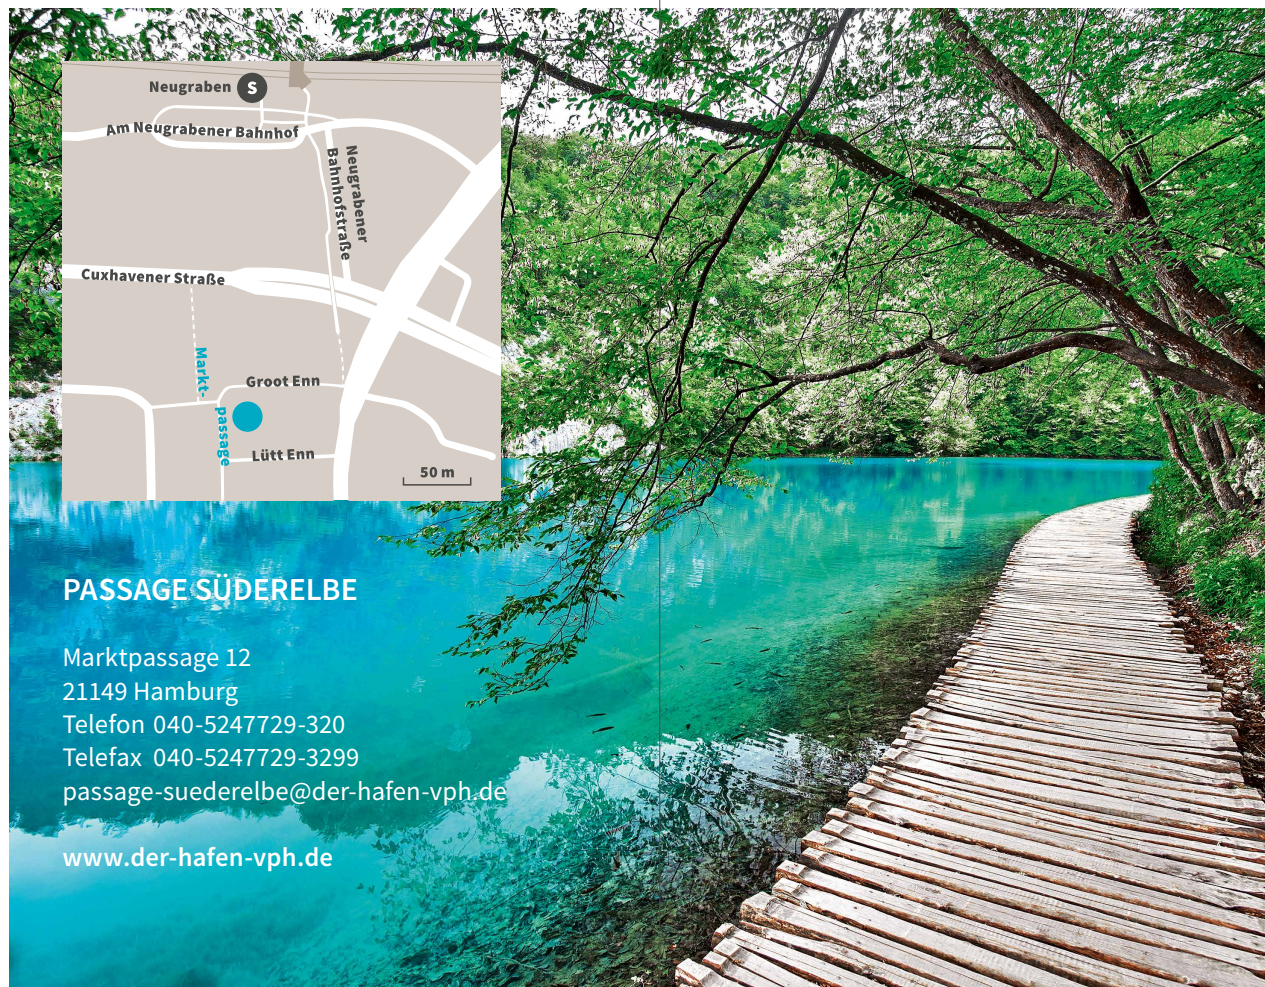 Neugraben S
Am Neugrabener Bahnhof
Neugrabener
Bahnhofstraße
Cuxhavener Straße
Markt-
passage
Groot Enn
Lütt Enn
50 m
PASSAGE SÜDERELBE
Marktpassage 12
21149 Hamburg
Telefon 040-5247729-320
Telefax 040-5247729-3299
passage-suederelbe@der-hafen-vph.de
www.der-hafen-vph.de